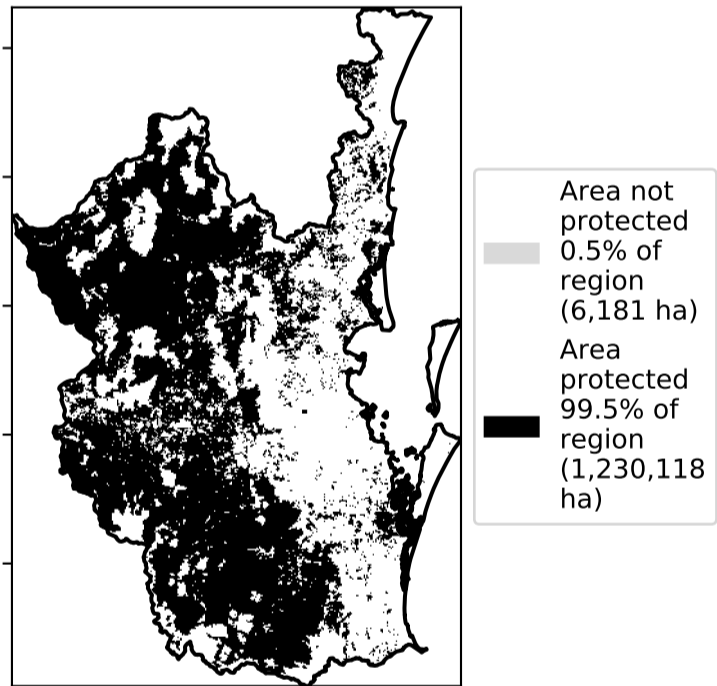 Area not
protected
0.5% of
region
(6,181 ha)
Area
protected
99.5% of
region
(1,230,118
ha)